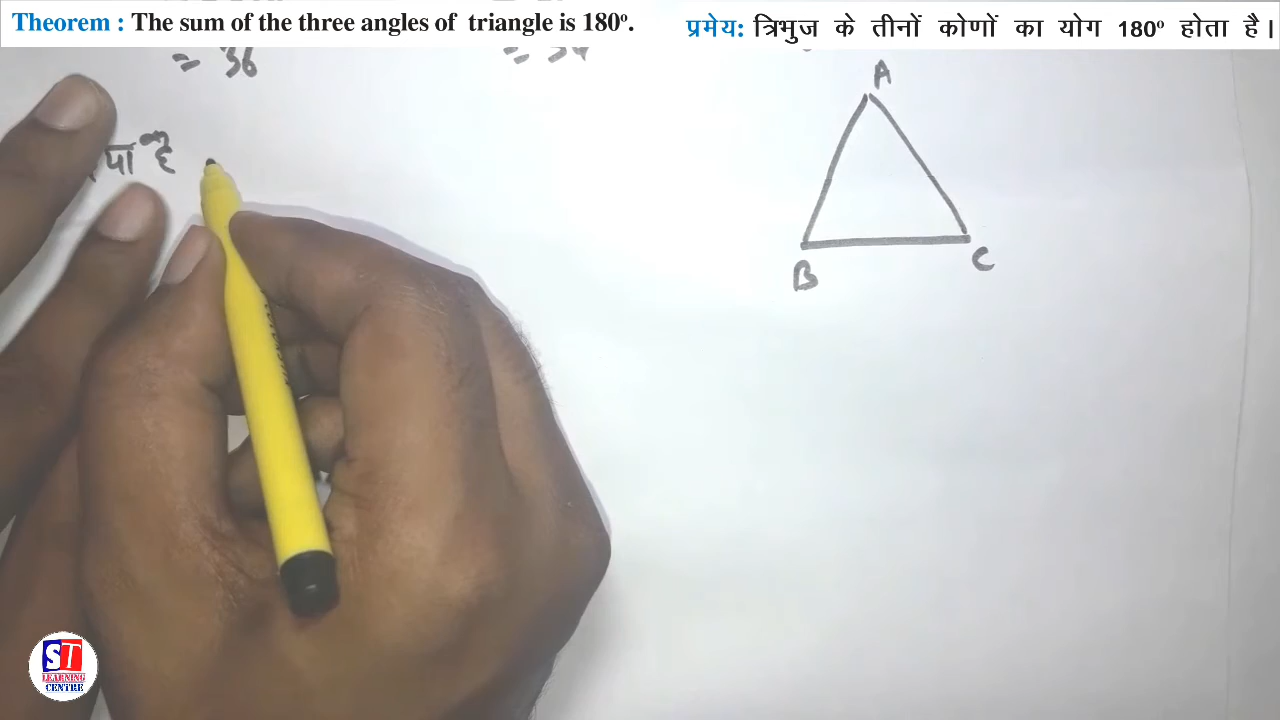 Theorem : The sum of the three angles of triangle is 180º.
प्रमेय: त्रिभुज के तीनों कोणों का योग 180º होता है।
= 36
A
B
C
है
ST
LEARNING
CENTRE